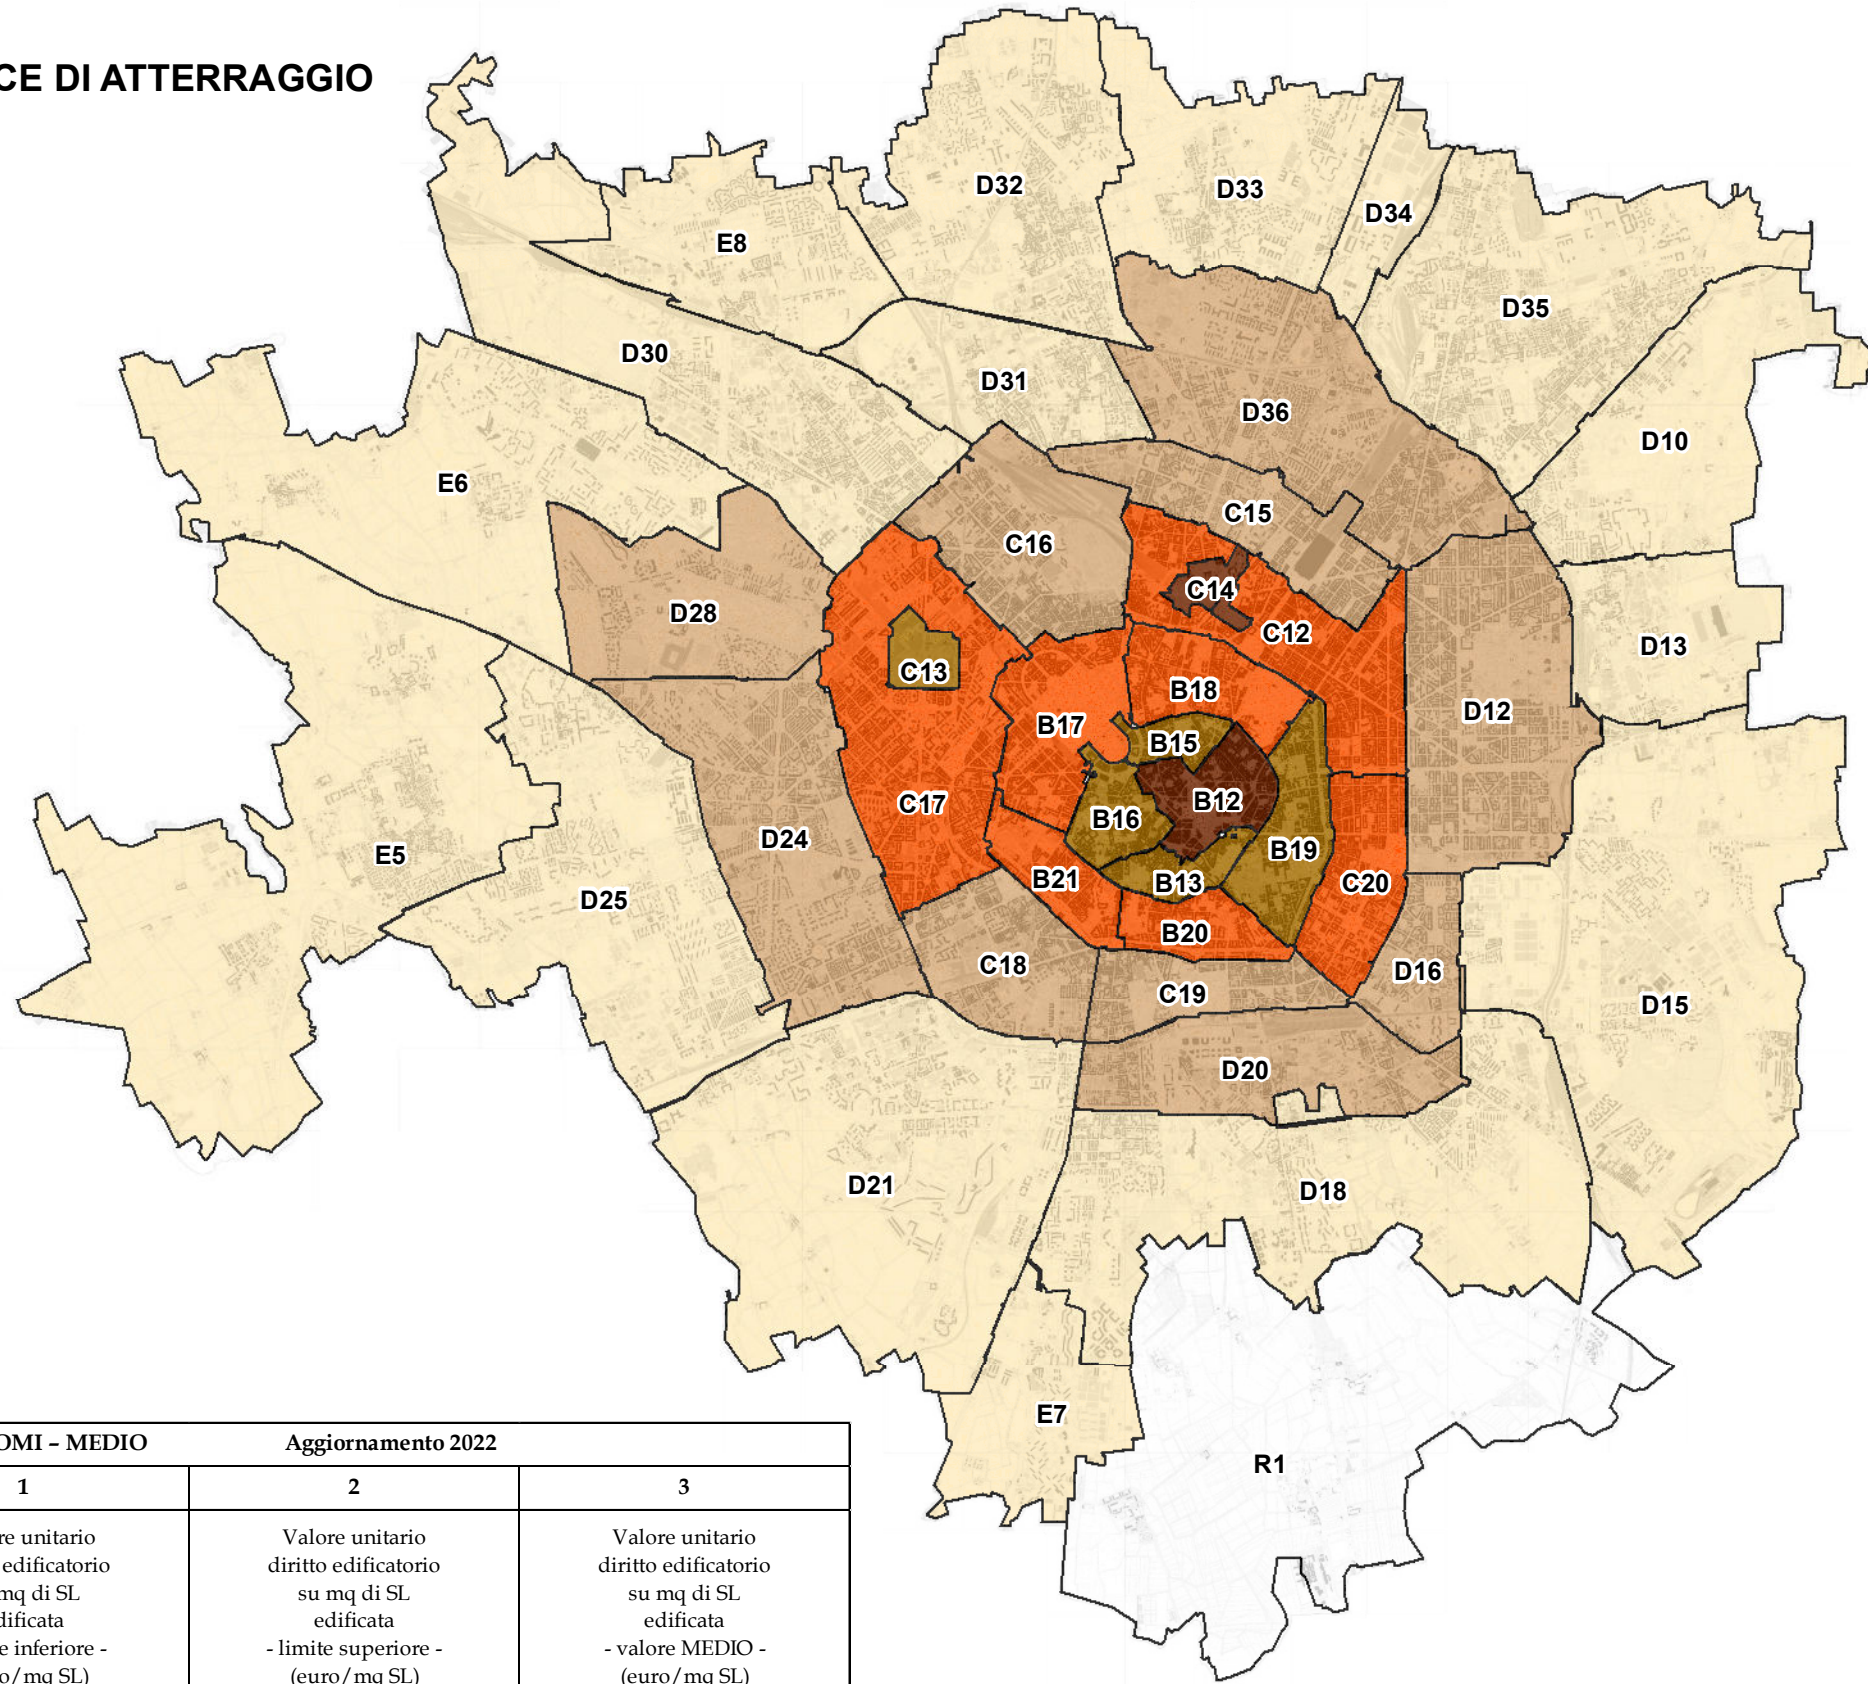 CE DI ATTERRAGGIO
D32
D33
D34
E8
D35
D30
D31
D36
D10
E6
C15
C16
C14
D28
C12
D13
C13
B18
D12
B17
B15
B12
C17
B16
D24
B19
E5
B21
B13
C20
D25
B20
C18
D16
C19
D15
D20
D21
D18
E7
R1
OMI – MEDIO Aggiornamento 2022
1 2 3
re unitario
edificatorio
mq di SL
dificata
e inferiore -
o/mq SL)
Valore unitario
diritto edificatorio
su mq di SL
edificata
- limite superiore -
(euro/mq SL)
Valore unitario
diritto edificatorio
su mq di SL
edificata
- valore MEDIO -
(euro/mq SL)